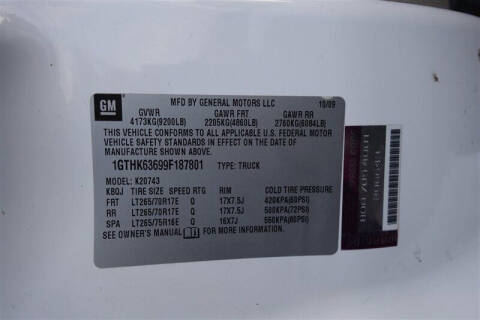 GM
MFD BY GENERAL MOTORS LLC 10/09
GVWR GAWR FRT GAWR RR
4173KG(9200LB) 2205KG(4860LB) 2760KG(6084LB)
THIS VEHICLE CONFORMS TO ALL APPLICABLE U.S. FEDERAL MOTOR
VEHICLE SAFETY STANDARDS IN EFFECT ON THE DATE OF
MANUFACTURE SHOWN ABOVE.
1GTHK63699F187801 TYPE: TRUCK
MODEL: K20743
KBOJ TIRE SIZE SPEED RTG RIM COLD TIRE PRESSURE
FRT LT265/70R17E Q 17X7.5J 420KPA(60PSI)
RR LT265/70R17E Q 17X7.5J 500KPA(72PSI)
SPA LT265/75R16E Q 16X7J 550KPA(80PSI)
SEE OWNER'S MANUAL FOR MORE INFORMATION.